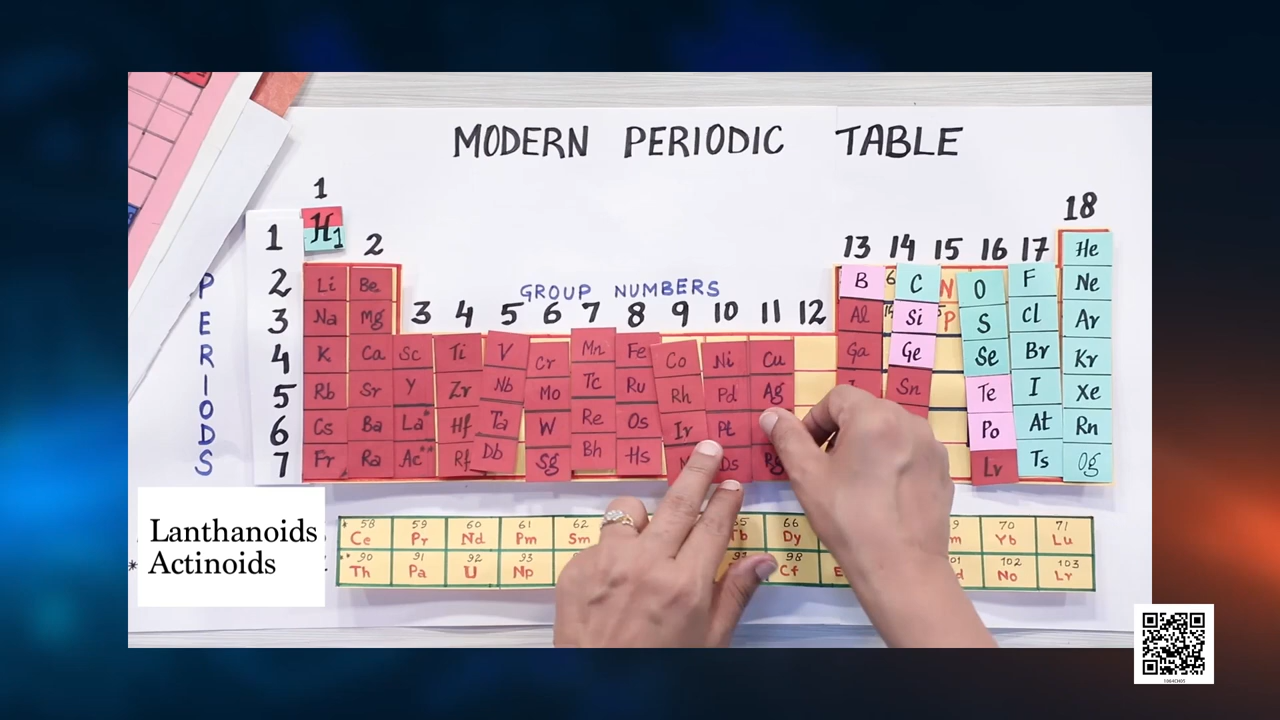 MODERN PERIODIC TABLE
1
18
1 H1 2 13 14 15 16 17 He
PERIODS
GROUP NUMBERS
2 Li Be B 6 C N O F Ne
3 Na Mg 3 4 5 6 7 8 9 10 11 12 Al Si P S Cl Ar
4 K Ca Sc Ti V Cr Mn Fe Co Ni Cu Ga Ge Se Br Kr
5 Rb Sr Y Zr Nb Mo Tc Ru Rh Pd Ag Sn Te I Xe
6 Cs Ba La* Hf Ta W Re Os Ir Pt Po At Rn
7 Fr Ra Ac** Rf Db Sg Bh Hs Ds Rg Lv Ts Og
Lanthanoids
Actinoids
*
* 58 59 60 61 62 65 66 70 71
Ce Pr Nd Pm Sm Tb Dy Yb Lu
** 90 91 92 93 98 102 103
Th Pa U Np Cf No Lr
1064CH05